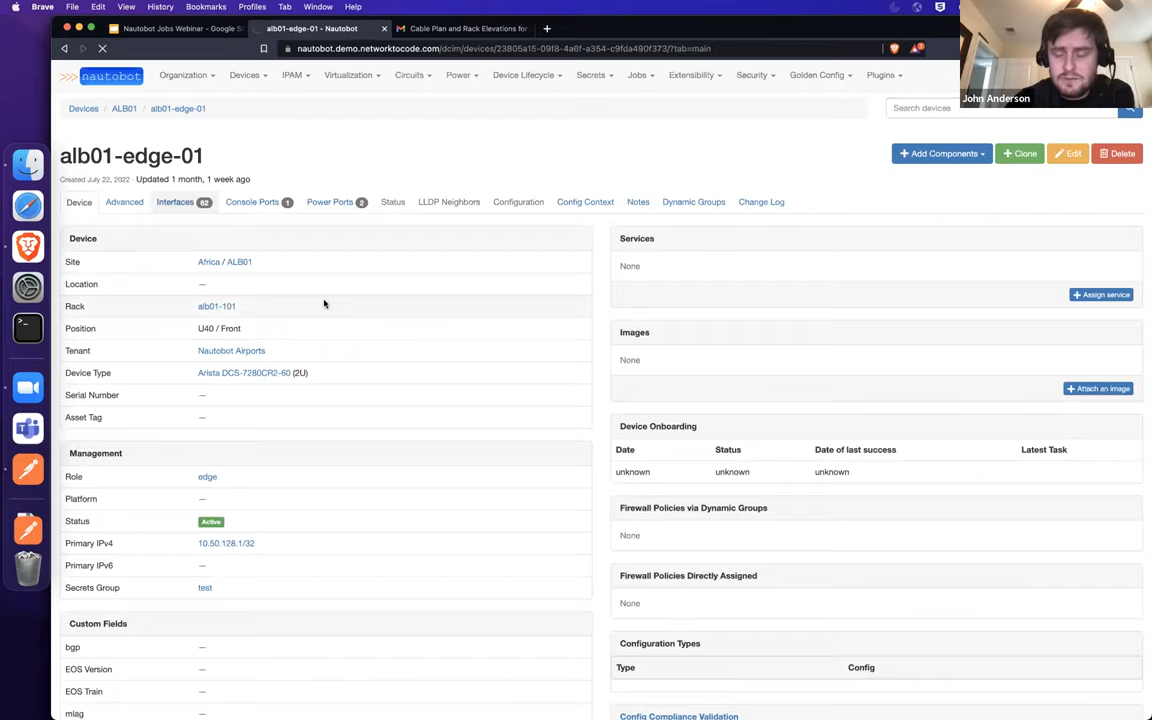 Brave File Edit View History Bookmarks Profiles Tab Window Help
Nautobot Jobs Webinar - Google Sl
alb01-edge-01
Cable Plan and Rack Elevations for
nautobot.demo.networktocode.com/dcim/devices/23805a15-09f8-4a6f-a354-c9fda490f373/?tab=main
John Anderson
nautobot Organization Devices IPAM Virtualization Circuits Power Device Lifecycle Secrets Jobs Extensibility Security Golden Config Plugins
Devices / ALB01 / alb01-edge-01
Search devices
alb01-edge-01
Add Components Clone Edit Delete
Created July 22, 2022 · Updated 1 month, 1 week ago
Device Advanced Interfaces 62 Console Ports 1 Power Ports 2 Status LLDP Neighbors Configuration Config Context Notes Dynamic Groups Change Log
Device
Site Africa / ALB01
Location —
Rack alb01-101
Position U40 / Front
Tenant Nautobot Airports
Device Type Arista DCS-7280CR2-60 (2U)
Serial Number —
Asset Tag —
Management
Role edge
Platform —
Status Active
Primary IPv4 10.50.128.1/32
Primary IPv6 —
Secrets Group test
Custom Fields
bgp —
EOS Version —
EOS Train —
mlag —
Services
None
Assign service
Images
None
Attach an image
Device Onboarding
Date Status Date of last success Latest Task
unknown unknown unknown
Firewall Policies via Dynamic Groups
None
Firewall Policies Directly Assigned
None
Configuration Types
Type Config
Config Compliance Validation